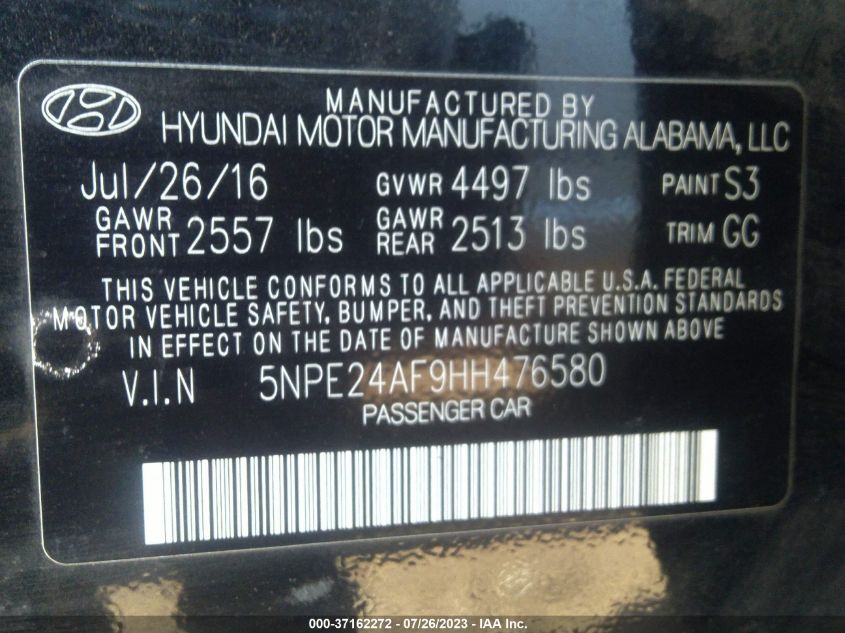 MANUFACTURED BY
HYUNDAI MOTOR MANUFACTURING ALABAMA, LLC
Jul/26/16 GVWR 4497 lbs PAINT S3
GAWR FRONT 2557 lbs GAWR REAR 2513 lbs TRIM GG
THIS VEHICLE CONFORMS TO ALL APPLICABLE U.S.A. FEDERAL
MOTOR VEHICLE SAFETY, BUMPER, AND THEFT PREVENTION STANDARDS
IN EFFECT ON THE DATE OF MANUFACTURE SHOWN ABOVE
V.I.N 5NPE24AF9HH476580
PASSENGER CAR
000-37162272 - 07/26/2023 - IAA Inc.